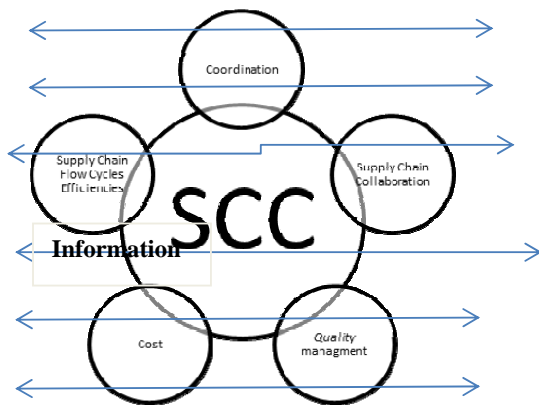 Coordination
Supply Chain
Flow Cycles
Efficiencies
Supply Chain
Collaboration
SCC
Information
Cost
Quality
managment